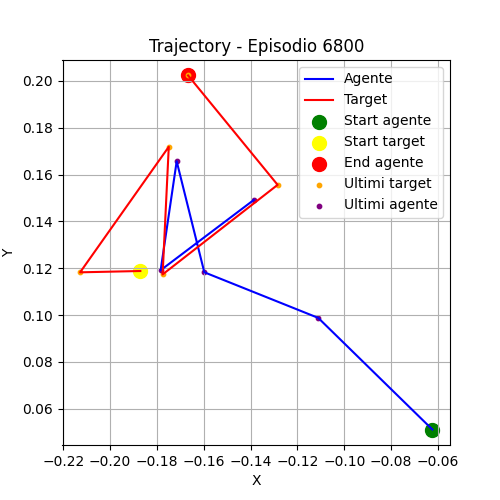 Trajectory - Episodio 6800
Agente
Target
Start agente
Start target
End agente
Ultimi target
Ultimi agente
0.20
0.18
0.16
0.14
0.12
0.10
0.08
0.06
Y
−0.22 −0.20 −0.18 −0.16 −0.14 −0.12 −0.10 −0.08 −0.06
X